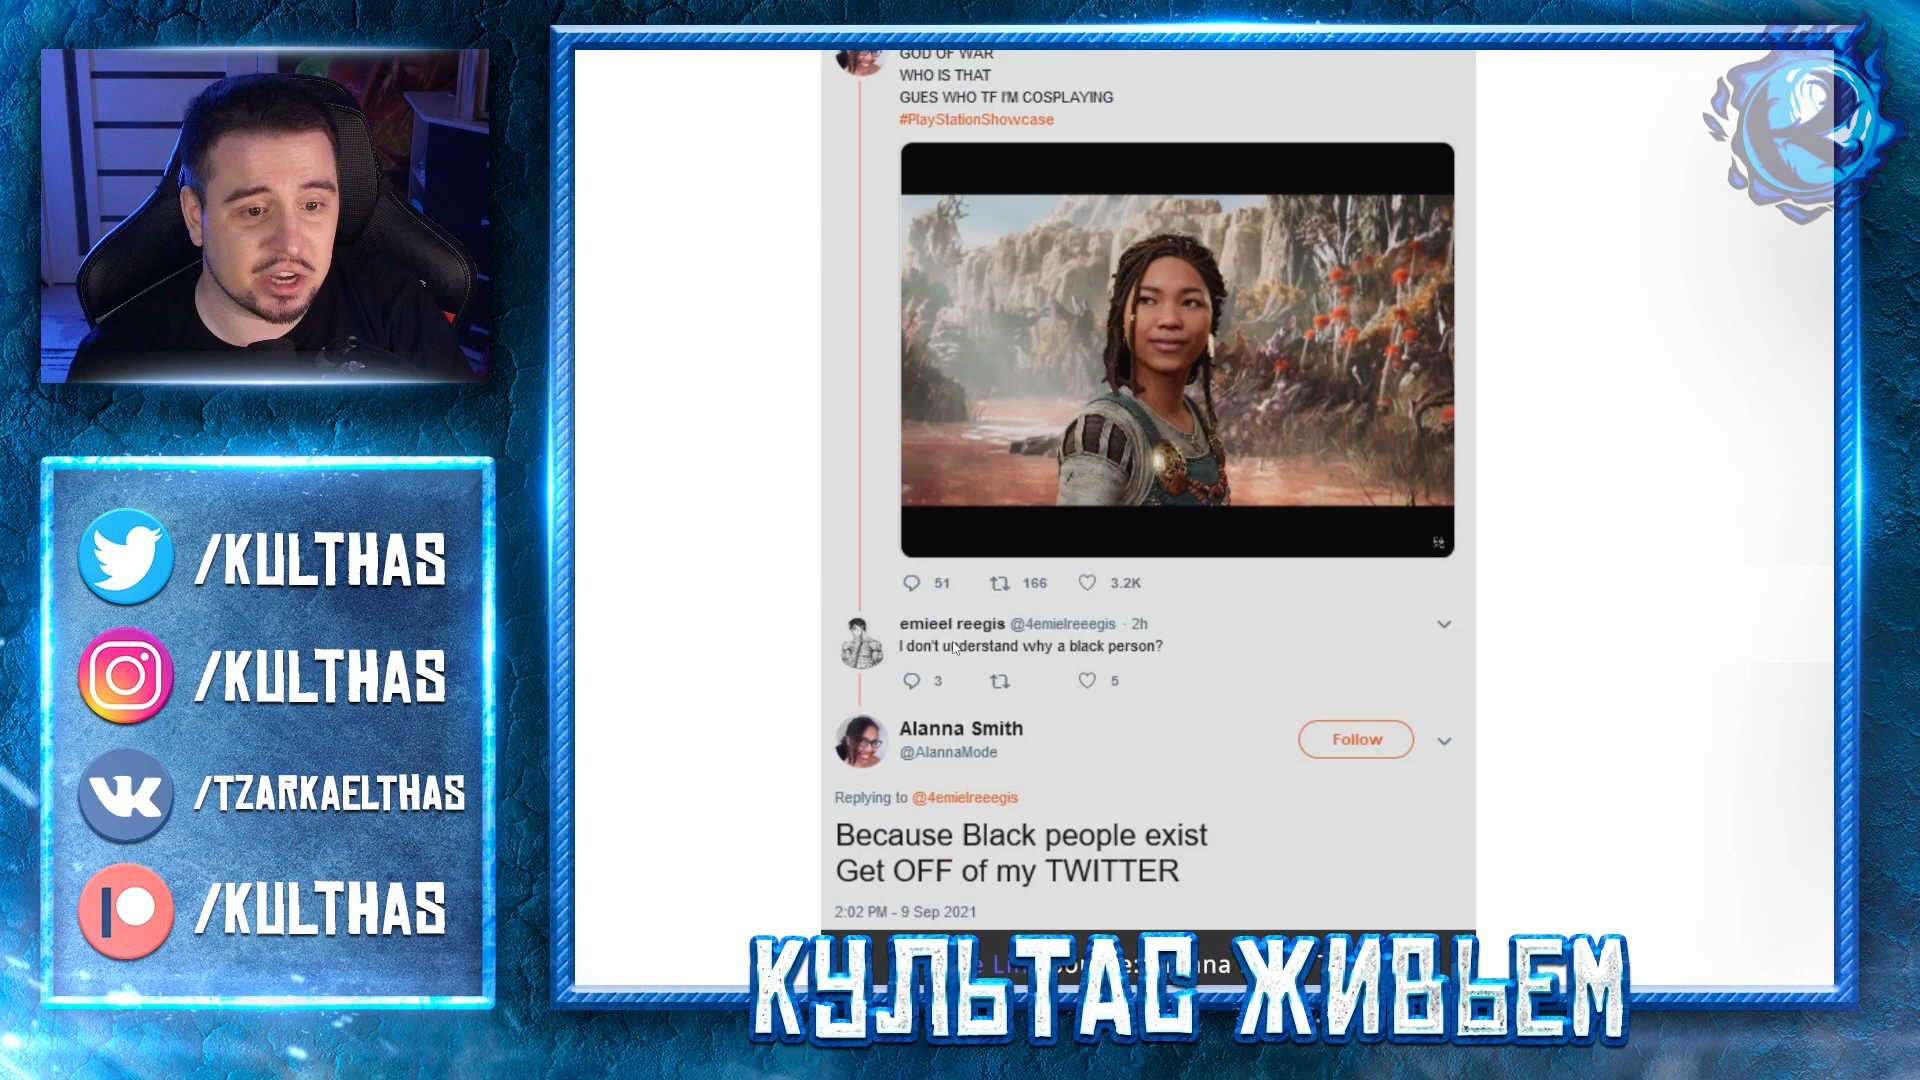 /KULTHAS
/KULTHAS
/TZARKAELTHAS
/KULTHAS
GOD OF WAR
WHO IS THAT
GUES WHO TF I'M COSPLAYING
#PlayStationShowcase
51 166 3.2K
emieel reegis @4emielreeegis · 2h
I don't understand why a black person?
3 5
Alanna Smith
@AlannaMode
Follow
Replying to @4emielreeegis
Because Black people exist
Get OFF of my TWITTER
2:02 PM - 9 Sep 2021
КУЛЬТАС ЖИВЬЕМ